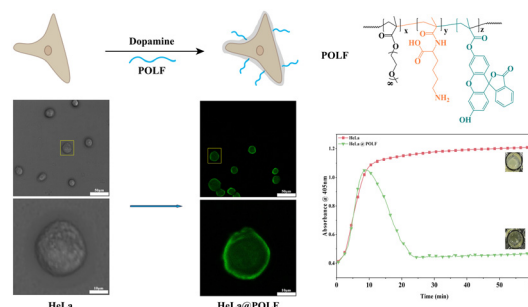 Dopamine
POLF
POLF
x
y
z
O
O
O
8
O
NH
HO
O
NH2
O
O
O
O
O
OH
HeLa
HeLa@POLF
HeLa
HeLa@POLF
Absorbance @ 405nm
1.2
1.0
0.8
0.6
0.4
0
10
20
30
40
50
Time (min)